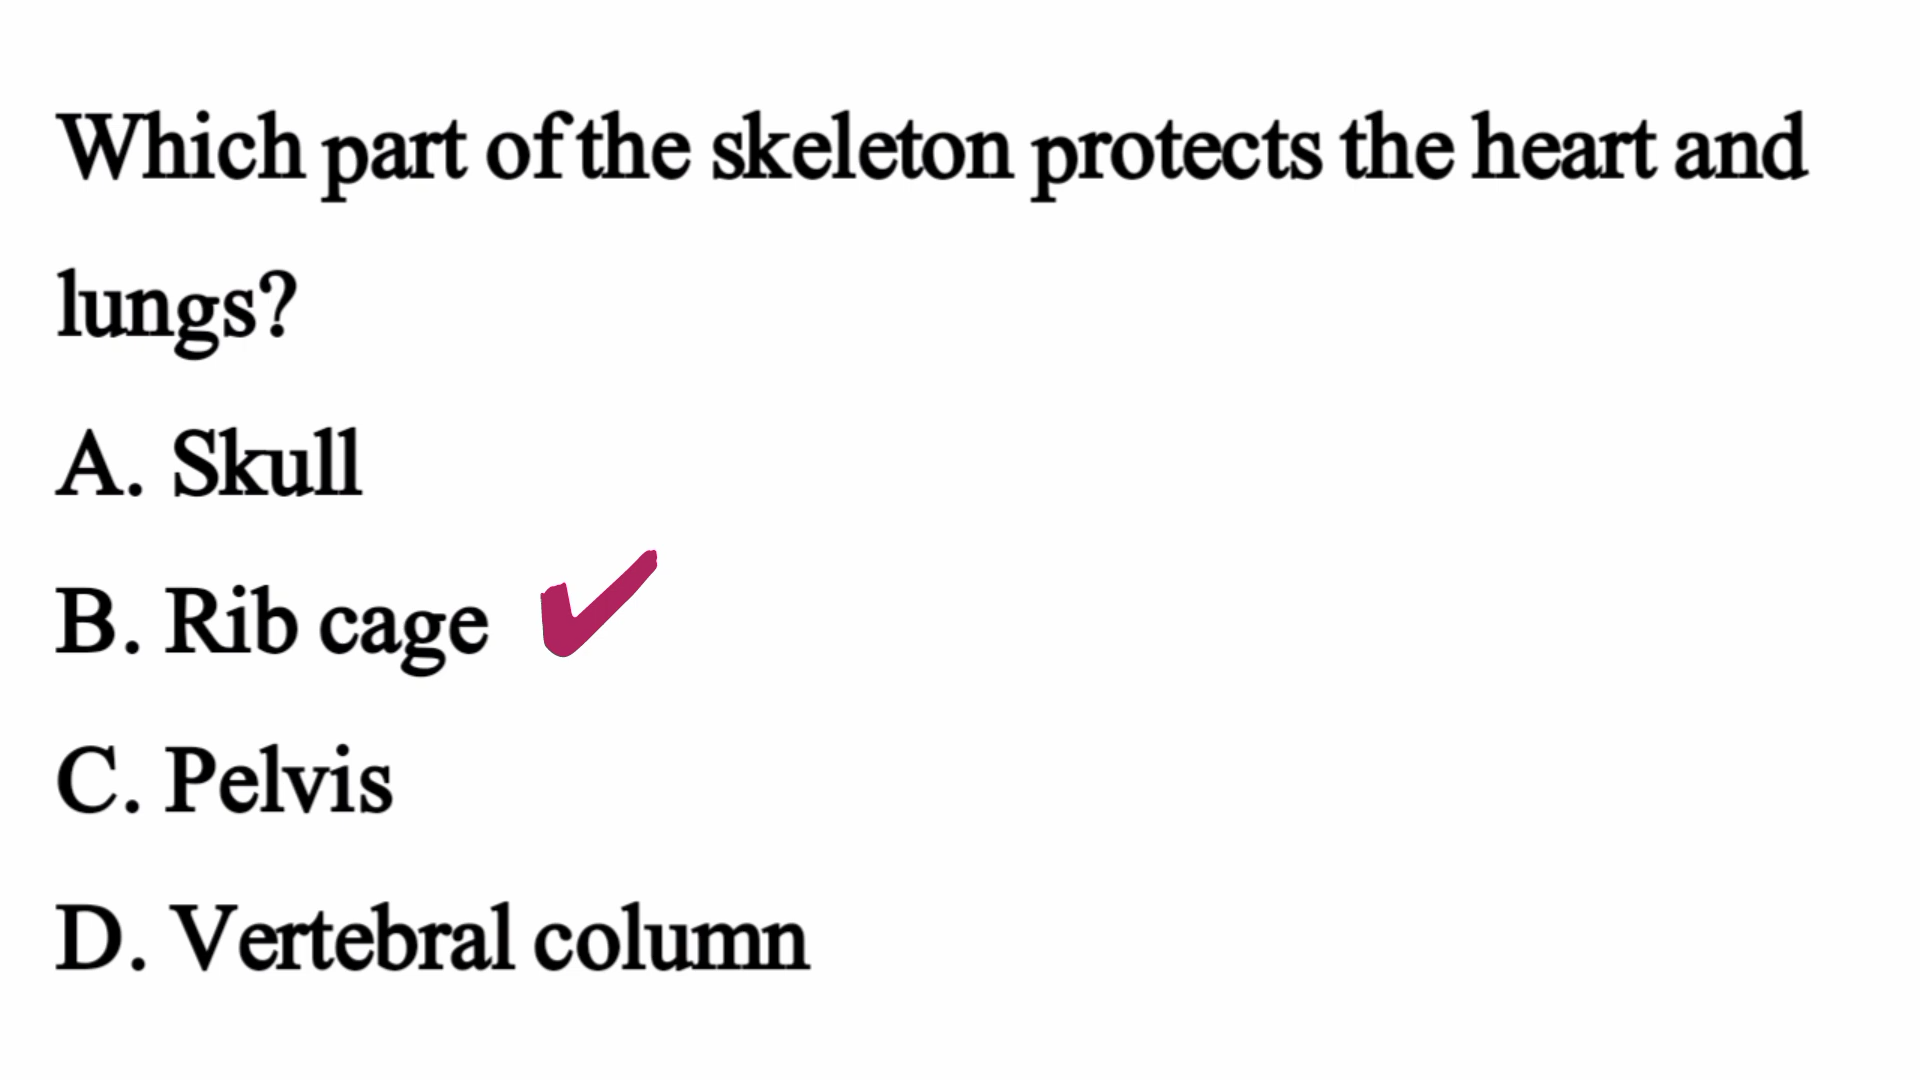 Which part of the skeleton protects the heart and
lungs?
A. Skull
B. Rib cage
C. Pelvis
D. Vertebral column